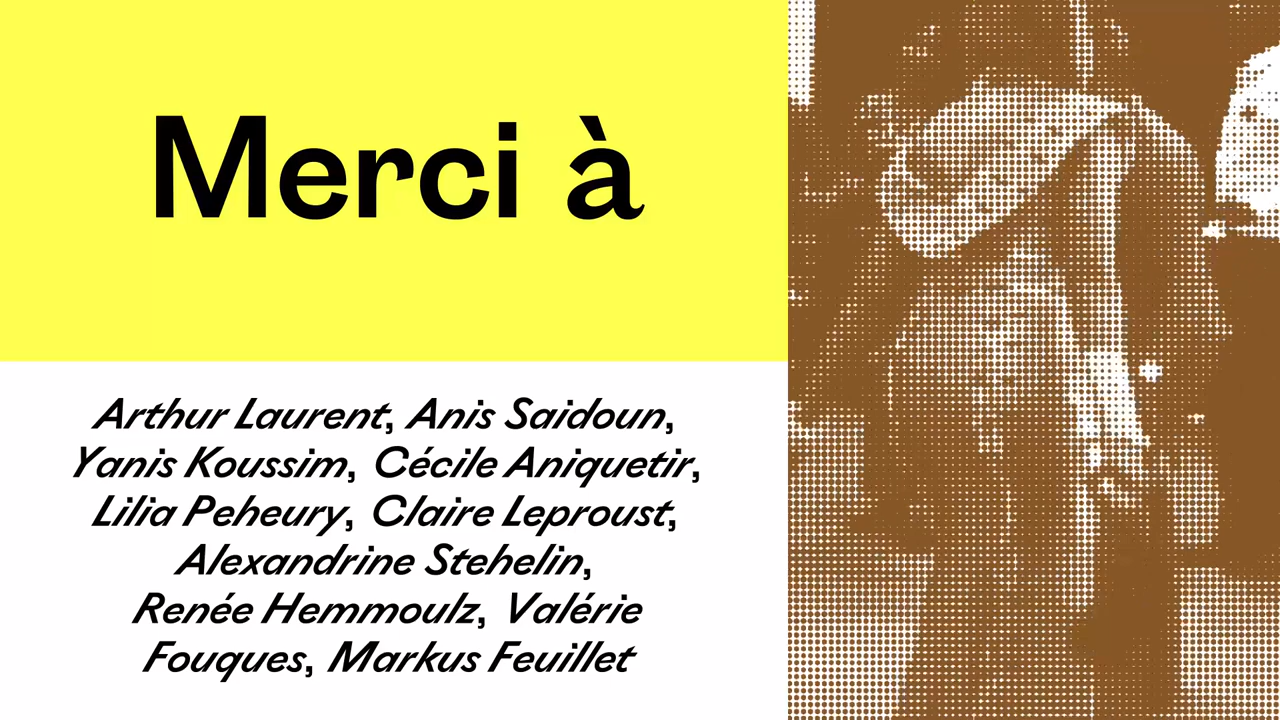 Merci à
Arthur Laurent, Anis Saidoun,
Yanis Koussim, Cécile Aniquetir,
Lilia Peheury, Claire Leproust,
Alexandrine Stehelin,
Renée Hemmoulz, Valérie
Fouques, Markus Feuillet